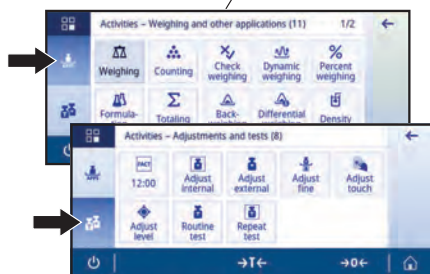 Activities – Weighing and other applications (11) 1/2
Weighing
Counting
Check
weighing
Dynamic
weighing
Percent
weighing
Formula-
Totaling
Back-
Differential
Density
Activities – Adjustments and tests (8)
FACT
12:00
Adjust
internal
Adjust
external
Adjust
fine
Adjust
touch
Adjust
level
Routine
test
Repeat
test
→T←
→0←